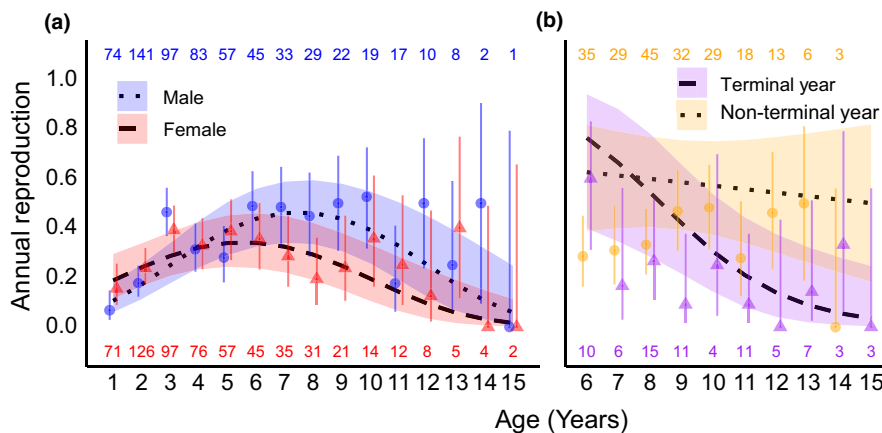 (a)
74 141 97 83 57 45 33 29 22 19 17 10 8 2 1
Male
Female
Annual reproduction
1.0
0.8
0.6
0.4
0.2
0.0
71 126 97 76 57 45 35 31 21 14 12 8 5 4 2
1 2 3 4 5 6 7 8 9 10 11 12 13 14 15
(b)
35 29 45 32 29 18 13 6 3
Terminal year
Non-terminal year
10 6 15 11 4 11 5 7 3 3
6 7 8 9 10 11 12 13 14 15
Age (Years)